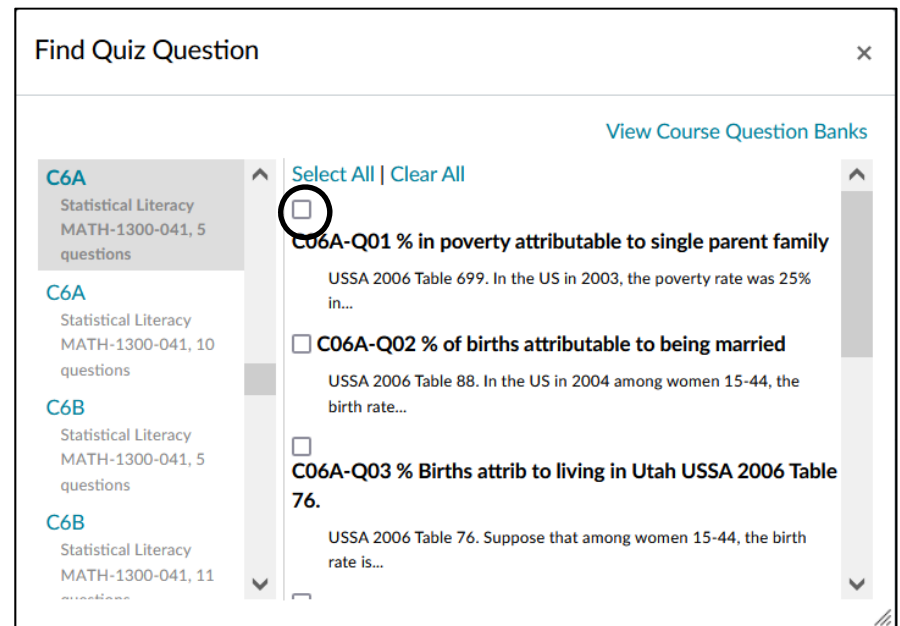 Find Quiz Question
×
View Course Question Banks
C6A
Statistical Literacy
MATH-1300-041, 5
questions
C6A
Statistical Literacy
MATH-1300-041, 10
questions
C6B
Statistical Literacy
MATH-1300-041, 5
questions
C6B
Statistical Literacy
MATH-1300-041, 11
Select All | Clear All
C06A-Q01 % in poverty attributable to single parent family
USSA 2006 Table 699. In the US in 2003, the poverty rate was 25%
in...
C06A-Q02 % of births attributable to being married
USSA 2006 Table 88. In the US in 2004 among women 15-44, the
birth rate...
C06A-Q03 % Births attrib to living in Utah USSA 2006 Table
76.
USSA 2006 Table 76. Suppose that among women 15-44, the birth
rate is...